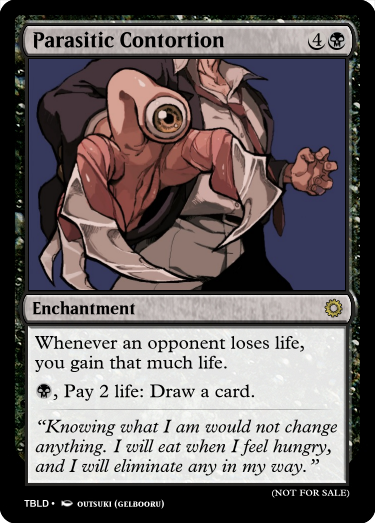 Parasitic Contortion 4
Enchantment
Whenever an opponent loses life,
you gain that much life.
, Pay 2 life: Draw a card.
“Knowing what I am would not change
anything. I will eat when I feel hungry,
and I will eliminate any in my way.”
(NOT FOR SALE)
TBLD • OUTSUKI (GELBOORU)